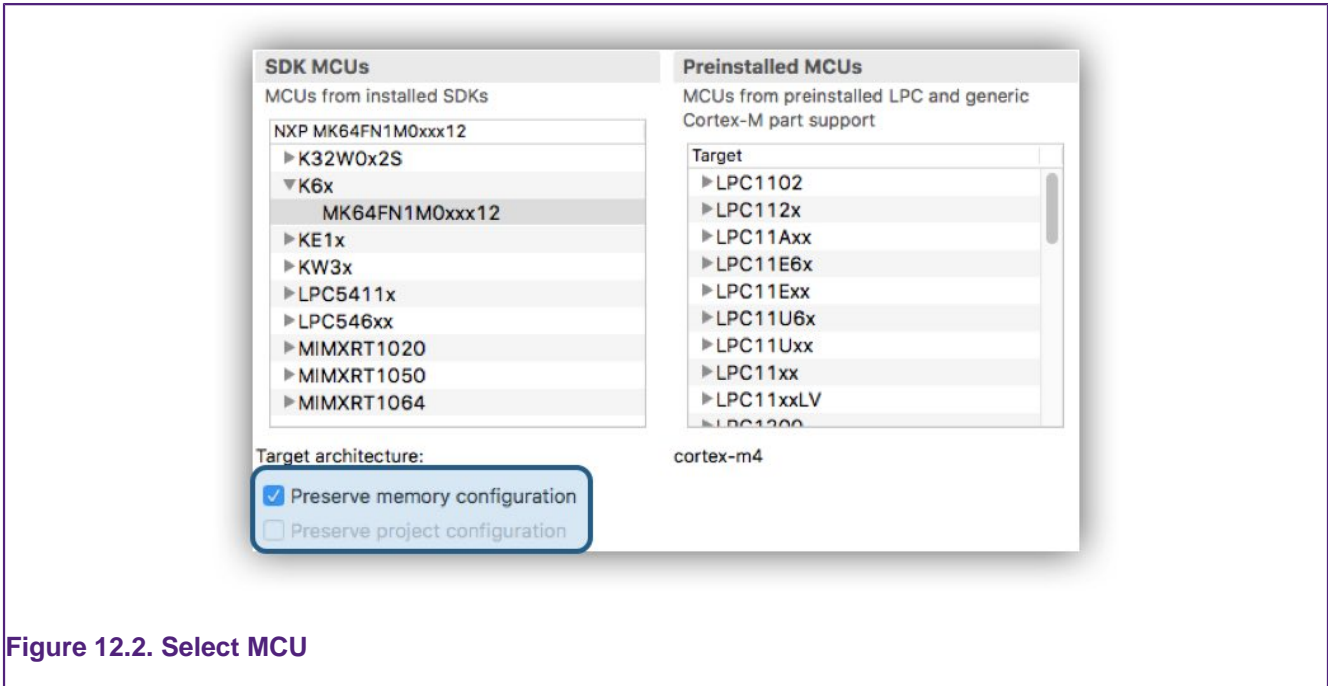 SDK MCUs
MCUs from installed SDKs
NXP MK64FN1M0xxx12
K32W0x2S
K6x
MK64FN1M0xxx12
KE1x
KW3x
LPC5411x
LPC546xx
MIMXRT1020
MIMXRT1050
MIMXRT1064
Preinstalled MCUs
MCUs from preinstalled LPC and generic
Cortex-M part support
Target
LPC1102
LPC112x
LPC11Axx
LPC11E6x
LPC11Exx
LPC11U6x
LPC11Uxx
LPC11xx
LPC11xxLV
Target architecture:
cortex-m4
Preserve memory configuration
Preserve project configuration
Figure 12.2. Select MCU